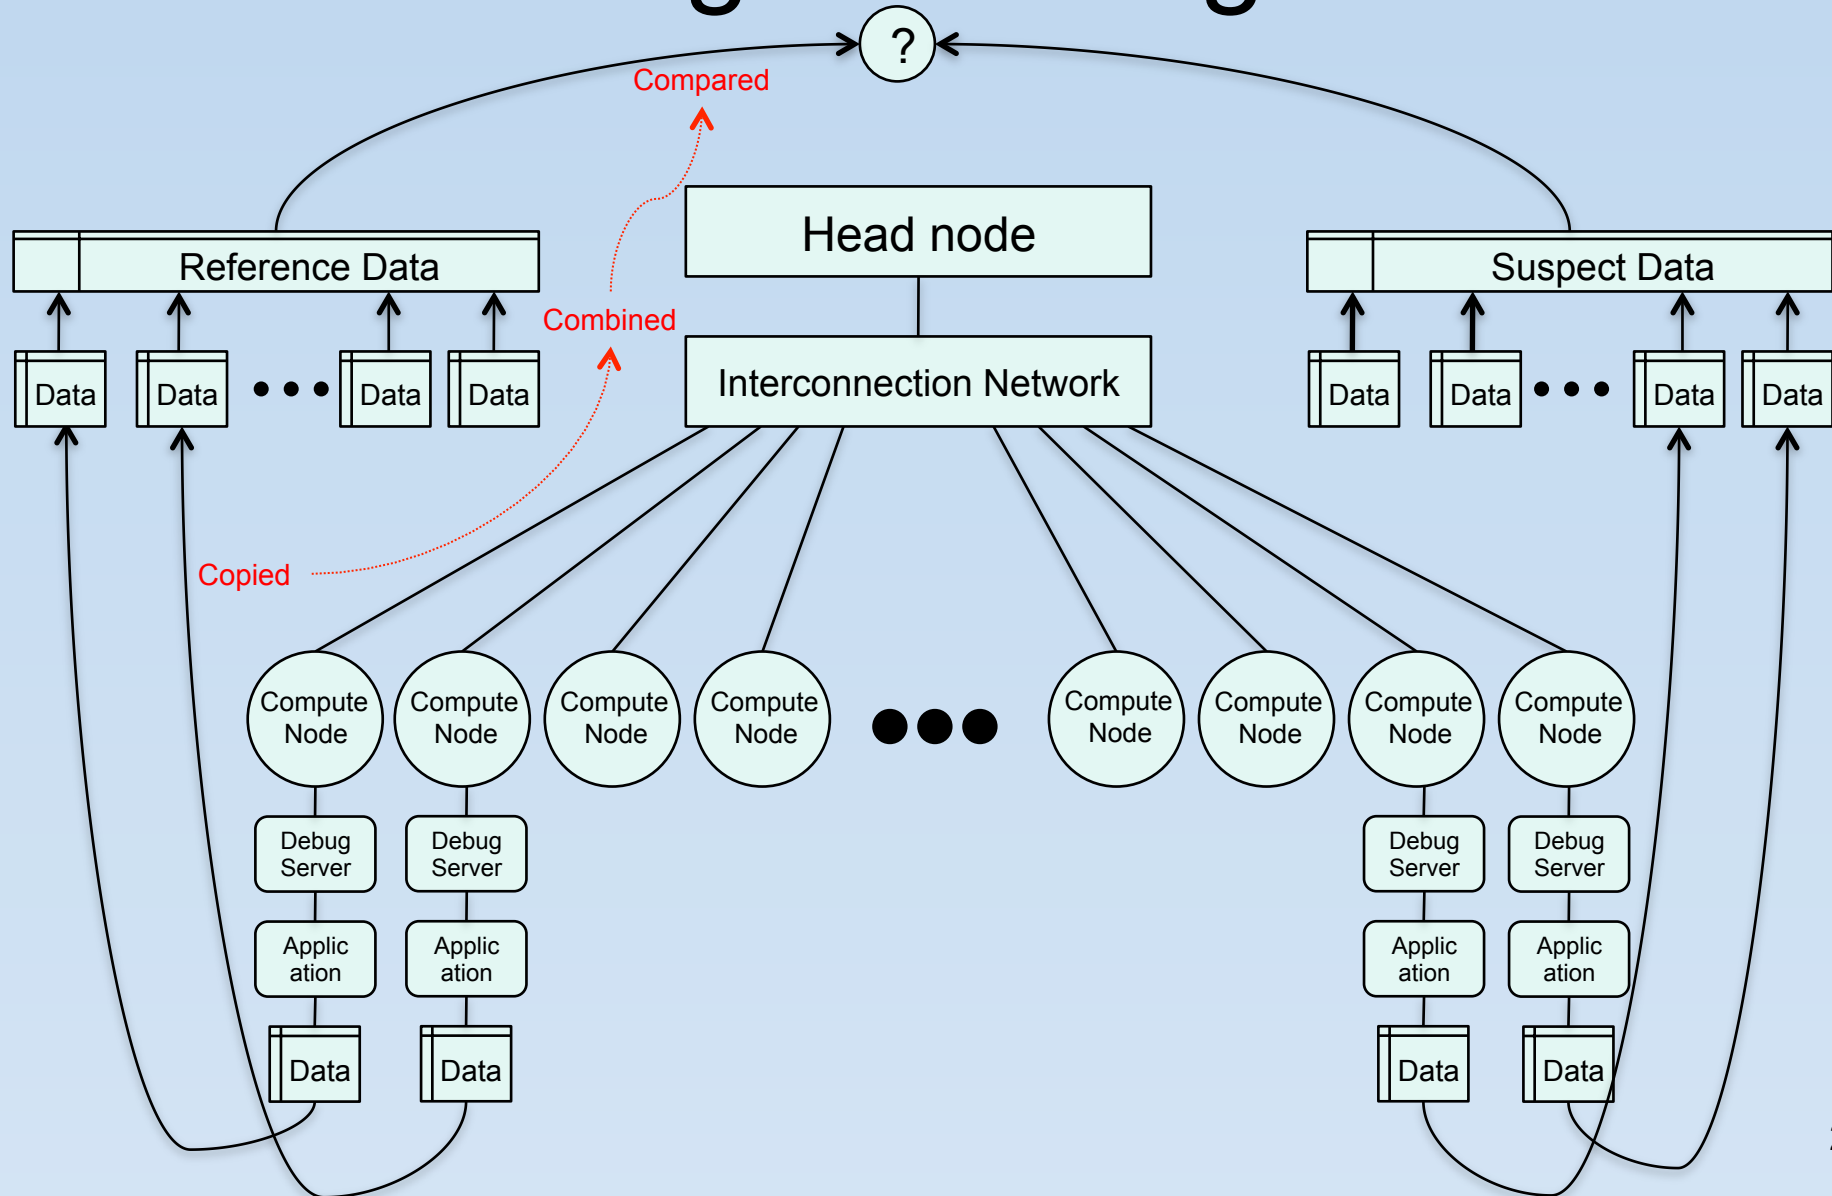 ?
Compared
Head node
Reference Data
Suspect Data
Combined
Interconnection Network
Data
Data
Data
Data
Data
Data
Data
Data
Copied
Compute
Node
Compute
Node
Compute
Node
Compute
Node
Compute
Node
Compute
Node
Compute
Node
Compute
Node
Debug
Server
Debug
Server
Debug
Server
Debug
Server
Applic
ation
Applic
ation
Applic
ation
Applic
ation
Data
Data
Data
Data